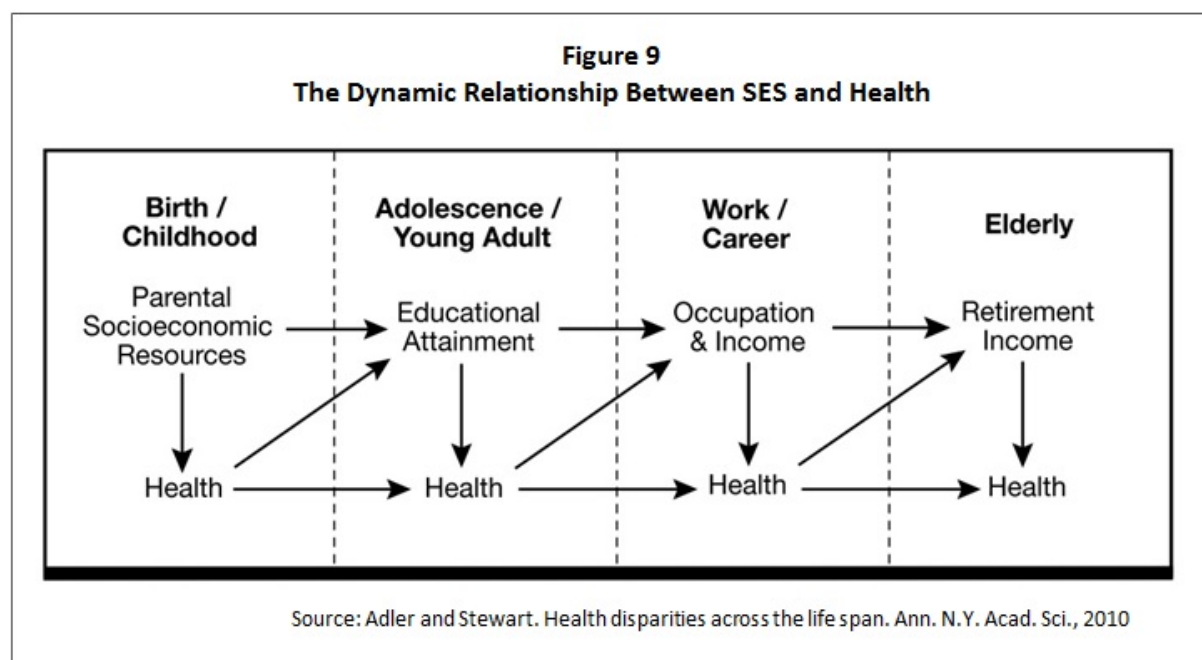 Figure 9
The Dynamic Relationship Between SES and Health
Birth /
Childhood
Parental
Socioeconomic
Resources
Health
Adolescence /
Young Adult
Educational
Attainment
Health
Work /
Career
Occupation
& Income
Health
Elderly
Retirement
Income
Health
Source: Adler and Stewart. Health disparities across the life span. Ann. N.Y. Acad. Sci., 2010